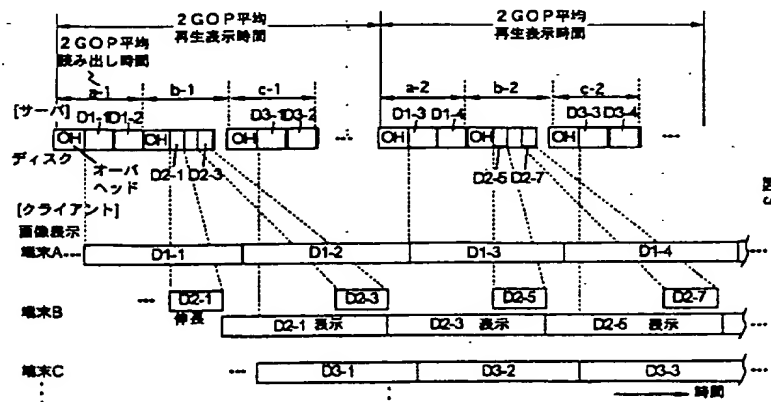 2GOP平均
再生表示時間
2GOP平均
再生表示時間
2GOP平均
読み出し時間
a-1
b-1
c-1
a-2
b-2
c-2
[サーバ]
D1-1 D1-2
D3-1 D3-2
D1-3 D1-4
D3-3 D3-4
OH
OH
OH
...
OH
OH
OH
...
ディスク
オーバ
ヘッド
D2-1
D2-3
D2-5
D2-7
[クライアント]
画像表示
端末A
...
D1-1
D1-2
D1-3
D1-4
...
端末B
...
D2-1
D2-3
D2-5
D2-7
伸長
D2-1 表示
D2-3 表示
D2-5 表示
...
端末C
...
D3-1
D3-2
D3-3
...
時間